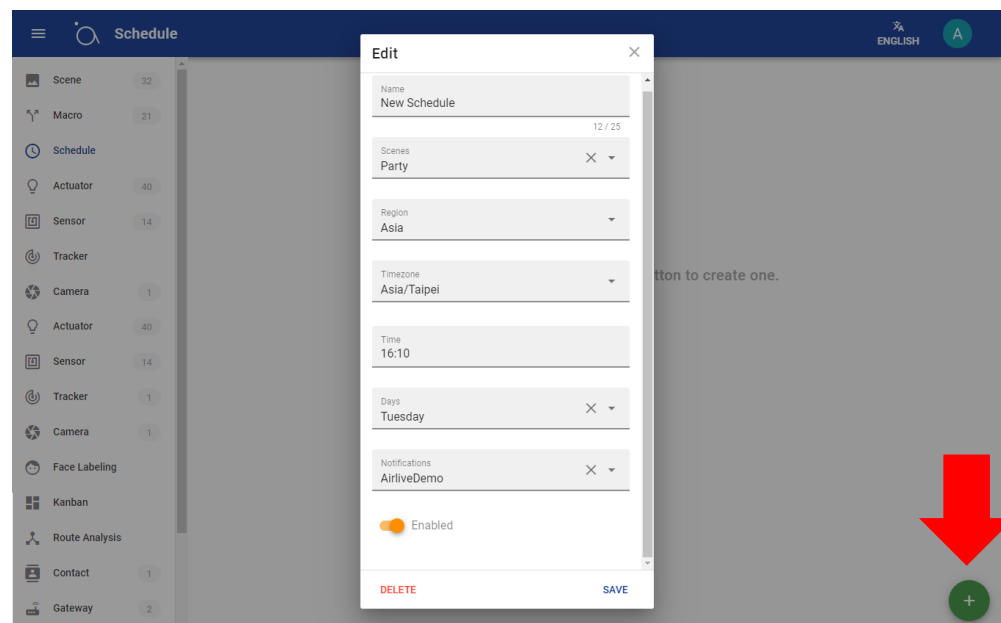 Schedule
ENGLISH
A
Scene 32
Macro 21
Schedule
Actuator 40
Sensor 14
Tracker
Camera 1
Actuator 40
Sensor 14
Tracker 1
Camera 1
Face Labeling
Kanban
Route Analysis
Contact 1
Gateway 2
Edit
Name
New Schedule
12 / 25
Scenes
Party
Region
Asia
Timezone
Asia/Taipei
Time
16:10
Days
Tuesday
Notifications
AirliveDemo
Enabled
DELETE SAVE
tton to create one.
+